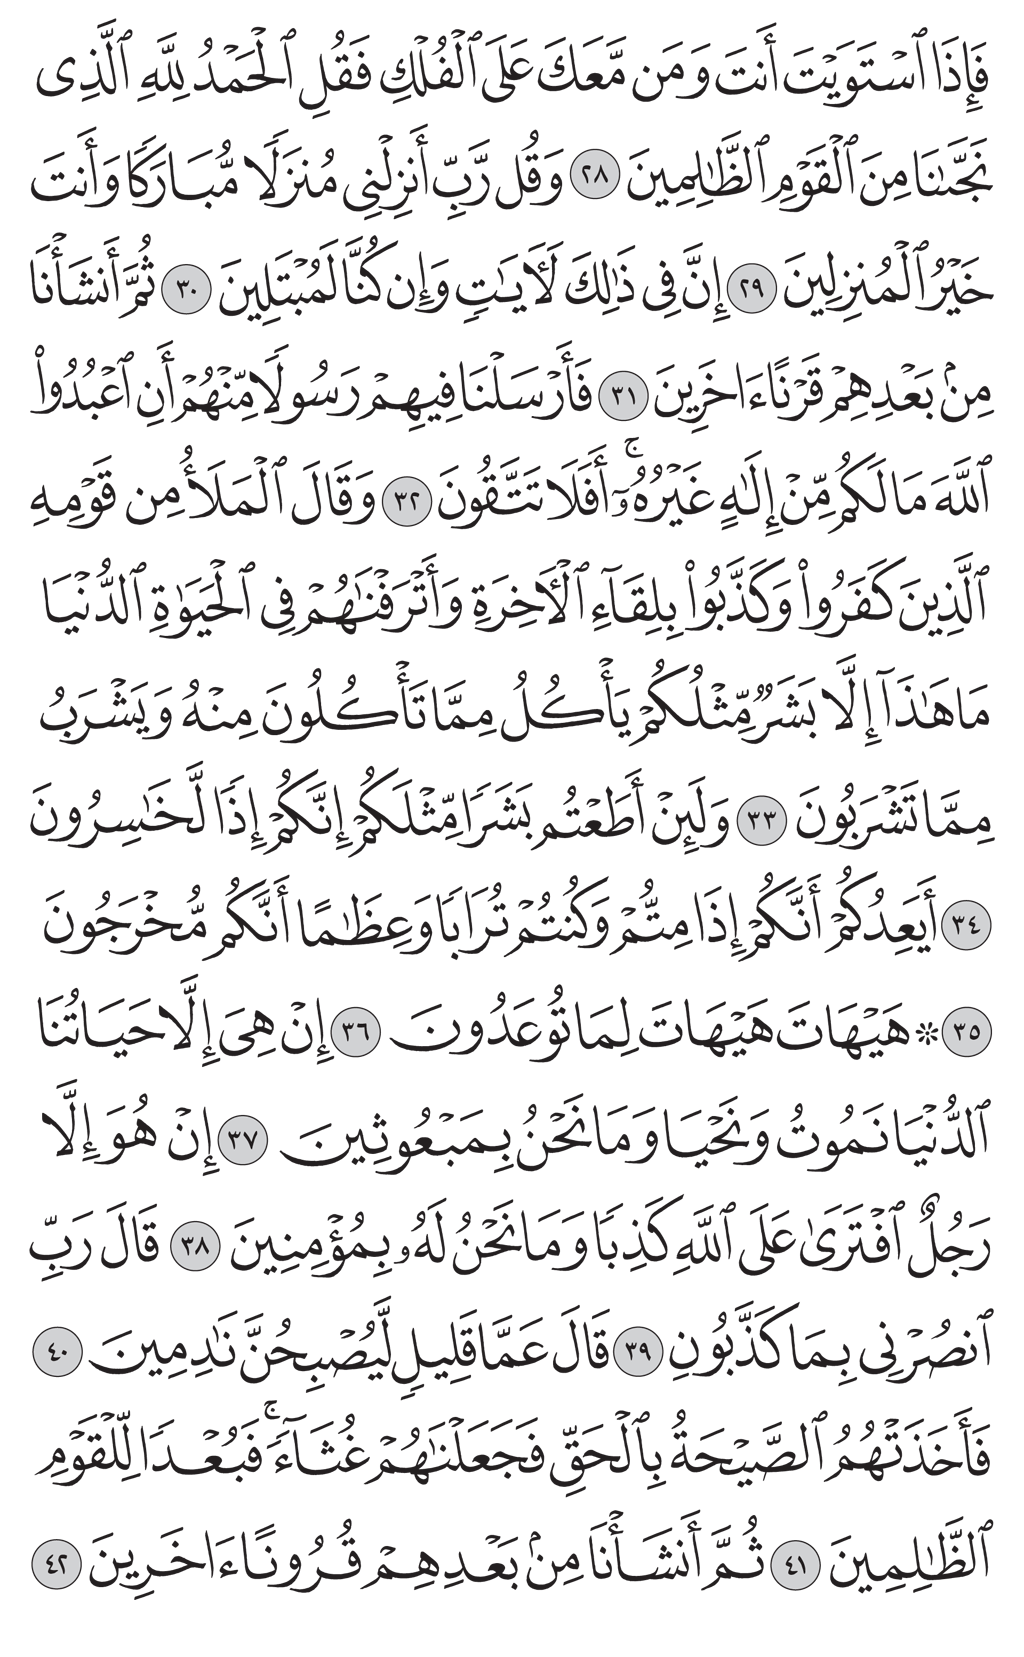 فَإِذَا ٱسْتَوَيْتَ أَنتَ وَمَن مَّعَكَ عَلَى ٱلْفُلْكِ فَقُلِ ٱلْحَمْدُ لِلَّهِ ٱلَّذِى
نَجَّىٰنَا مِنَ ٱلْقَوْمِ ٱلظَّٰلِمِينَ ٢٨ وَقُل رَّبِّ أَنزِلْنِى مُنزَلًا مُّبَارَكًا وَأَنتَ
خَيْرُ ٱلْمُنزِلِينَ ٢٩ إِنَّ فِى ذَٰلِكَ لَـَٔايَٰتٍ وَإِن كُنَّا لَمُبْتَلِينَ ٣٠ ثُمَّ أَنشَأْنَا
مِنۢ بَعْدِهِمْ قَرْنًا ءَاخَرِينَ ٣١ فَأَرْسَلْنَا فِيهِمْ رَسُولًا مِّنْهُمْ أَنِ ٱعْبُدُوا۟
ٱللَّهَ مَا لَكُم مِّنْ إِلَٰهٍ غَيْرُهُۥٓ ۚ أَفَلَا تَتَّقُونَ ٣٢ وَقَالَ ٱلْمَلَأُ مِن قَوْمِهِ
ٱلَّذِينَ كَفَرُوا۟ وَكَذَّبُوا۟ بِلِقَآءِ ٱلْـَٔاخِرَةِ وَأَتْرَفْنَٰهُمْ فِى ٱلْحَيَوٰةِ ٱلدُّنْيَا
مَا هَٰذَآ إِلَّا بَشَرٌ مِّثْلُكُمْ يَأْكُلُ مِمَّا تَأْكُلُونَ مِنْهُ وَيَشْرَبُ
مِمَّا تَشْرَبُونَ ٣٣ وَلَئِنْ أَطَعْتُم بَشَرًا مِّثْلَكُمْ إِنَّكُمْ إِذًا لَّخَٰسِرُونَ
٣٤ أَيَعِدُكُمْ أَنَّكُمْ إِذَا مِتُّمْ وَكُنتُمْ تُرَابًا وَعِظَٰمًا أَنَّكُم مُّخْرَجُونَ
٣٥ ۞ هَيْهَاتَ هَيْهَاتَ لِمَا تُوعَدُونَ ٣٦ إِنْ هِىَ إِلَّا حَيَاتُنَا
ٱلدُّنْيَا نَمُوتُ وَنَحْيَا وَمَا نَحْنُ بِمَبْعُوثِينَ ٣٧ إِنْ هُوَ إِلَّا
رَجُلٌ ٱفْتَرَىٰ عَلَى ٱللَّهِ كَذِبًا وَمَا نَحْنُ لَهُۥ بِمُؤْمِنِينَ ٣٨ قَالَ رَبِّ
ٱنصُرْنِى بِمَا كَذَّبُونِ ٣٩ قَالَ عَمَّا قَلِيلٍ لَّيُصْبِحُنَّ نَٰدِمِينَ ٤٠
فَأَخَذَتْهُمُ ٱلصَّيْحَةُ بِٱلْحَقِّ فَجَعَلْنَٰهُمْ غُثَآءً ۚ فَبُعْدًا لِّلْقَوْمِ
ٱلظَّٰلِمِينَ ٤١ ثُمَّ أَنشَأْنَا مِنۢ بَعْدِهِمْ قُرُونًا ءَاخَرِينَ ٤٢